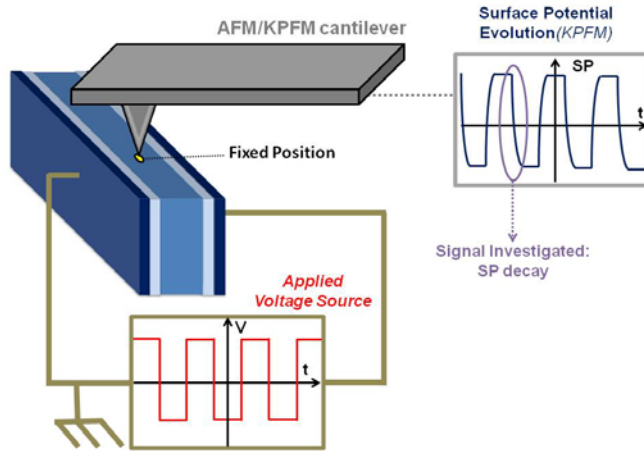 AFM/KPFM cantilever
Surface Potential
Evolution(KPFM)
SP
t
Fixed Position
Signal Investigated:
SP decay
Applied
Voltage Source
V
t